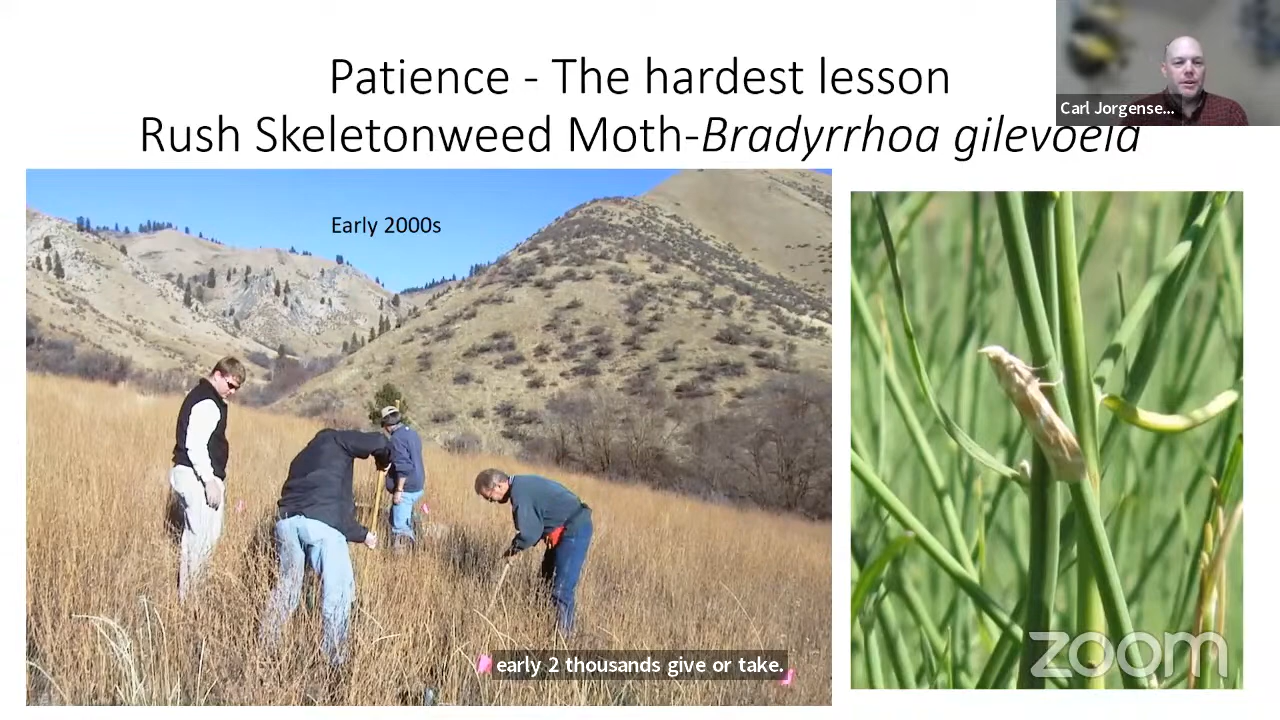 Patience - The hardest lesson
Rush Skeletonweed Moth-Bradyrrhoa gilevoela
Carl Jorgense...
Early 2000s
early 2 thousands give or take.
zoom